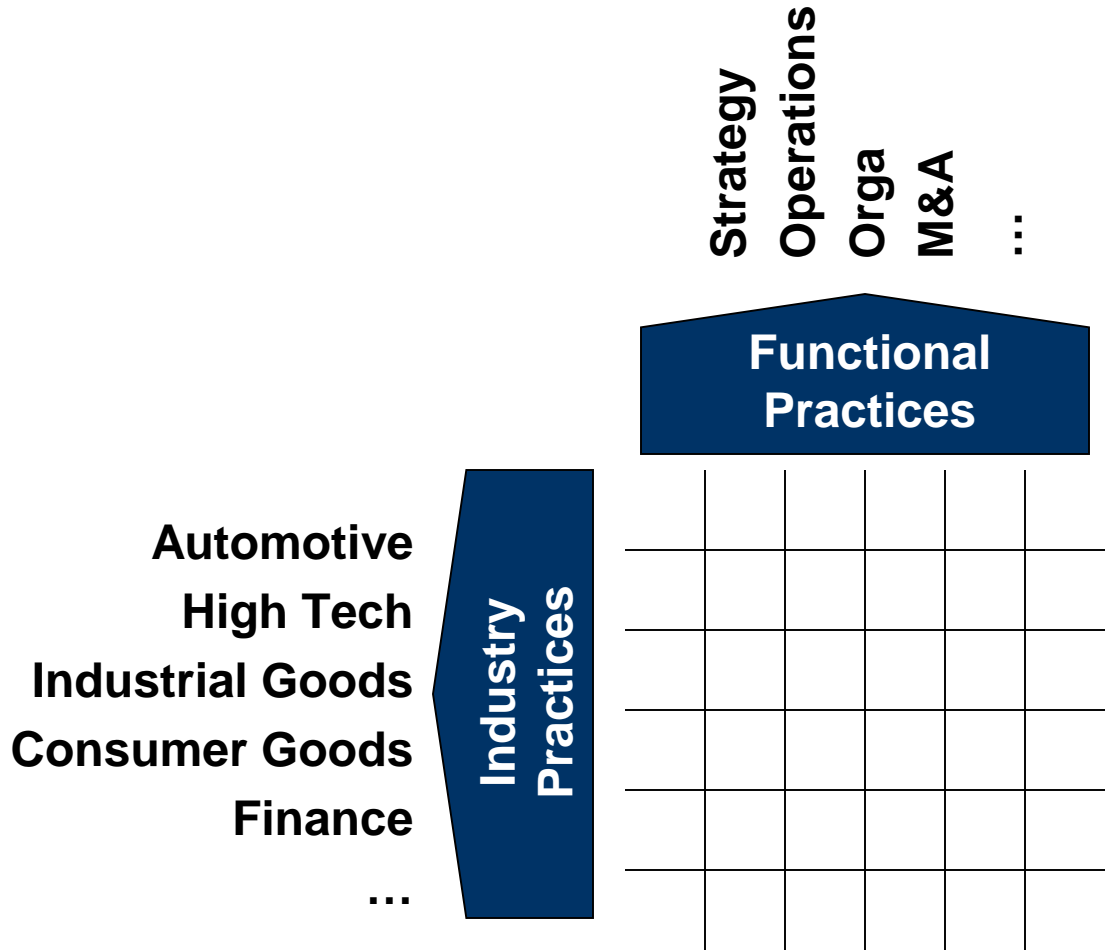 Strategy
Operations
Orga
M&A
…
Functional
Practices
Industry
Practices
Automotive
High Tech
Industrial Goods
Consumer Goods
Finance
…